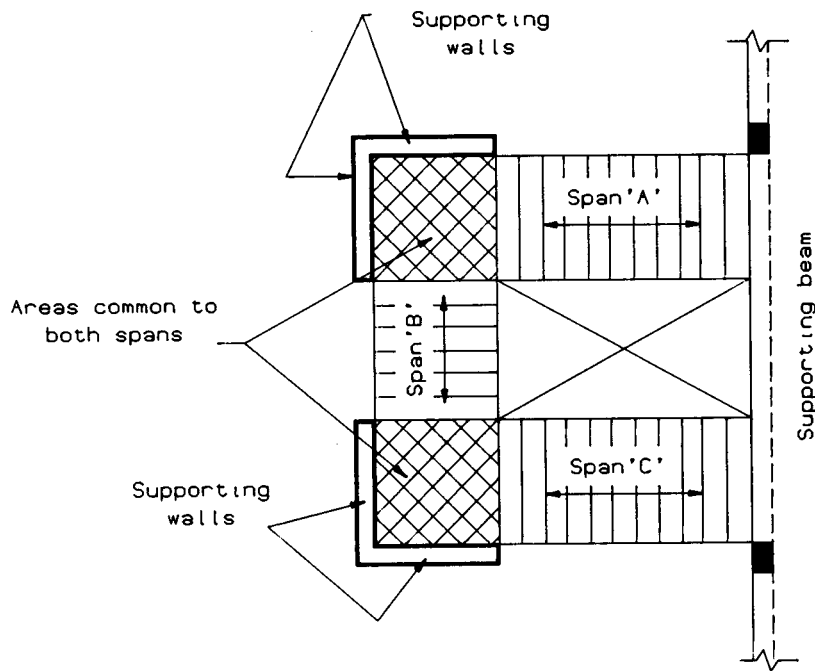 Supporting
walls
Span'A'
Areas common to
both spans
Span'B'
Supporting beam
Span'C'
Supporting
walls